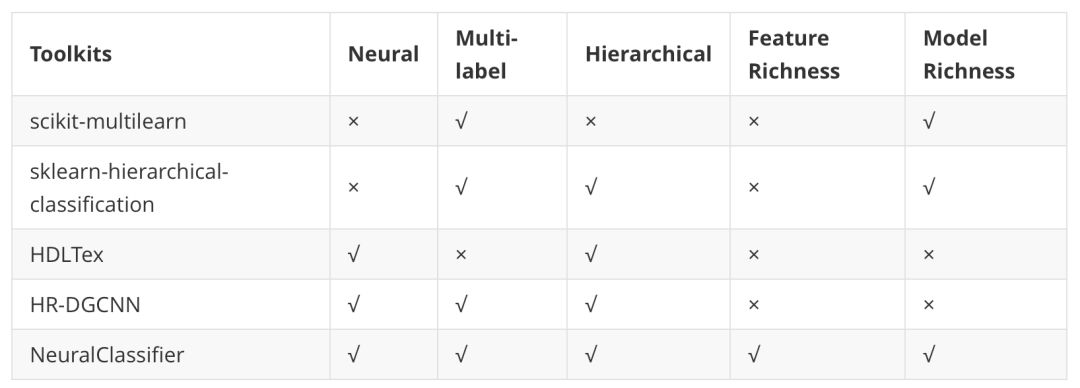 Toolkits Neural Multi-label Hierarchical Feature Richness Model Richness
scikit-multilearn × √ × × √
sklearn-hierarchical-
classification × √ √ × √
HDLTex √ × √ × ×
HR-DGCNN √ √ √ × ×
NeuralClassifier √ √ √ √ √